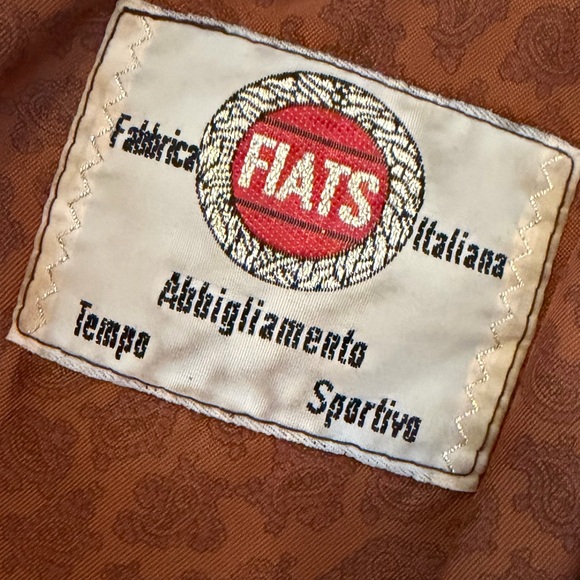 Fabbrica FIATS Italiana
Abbigliamento
Tempo
Sportivo